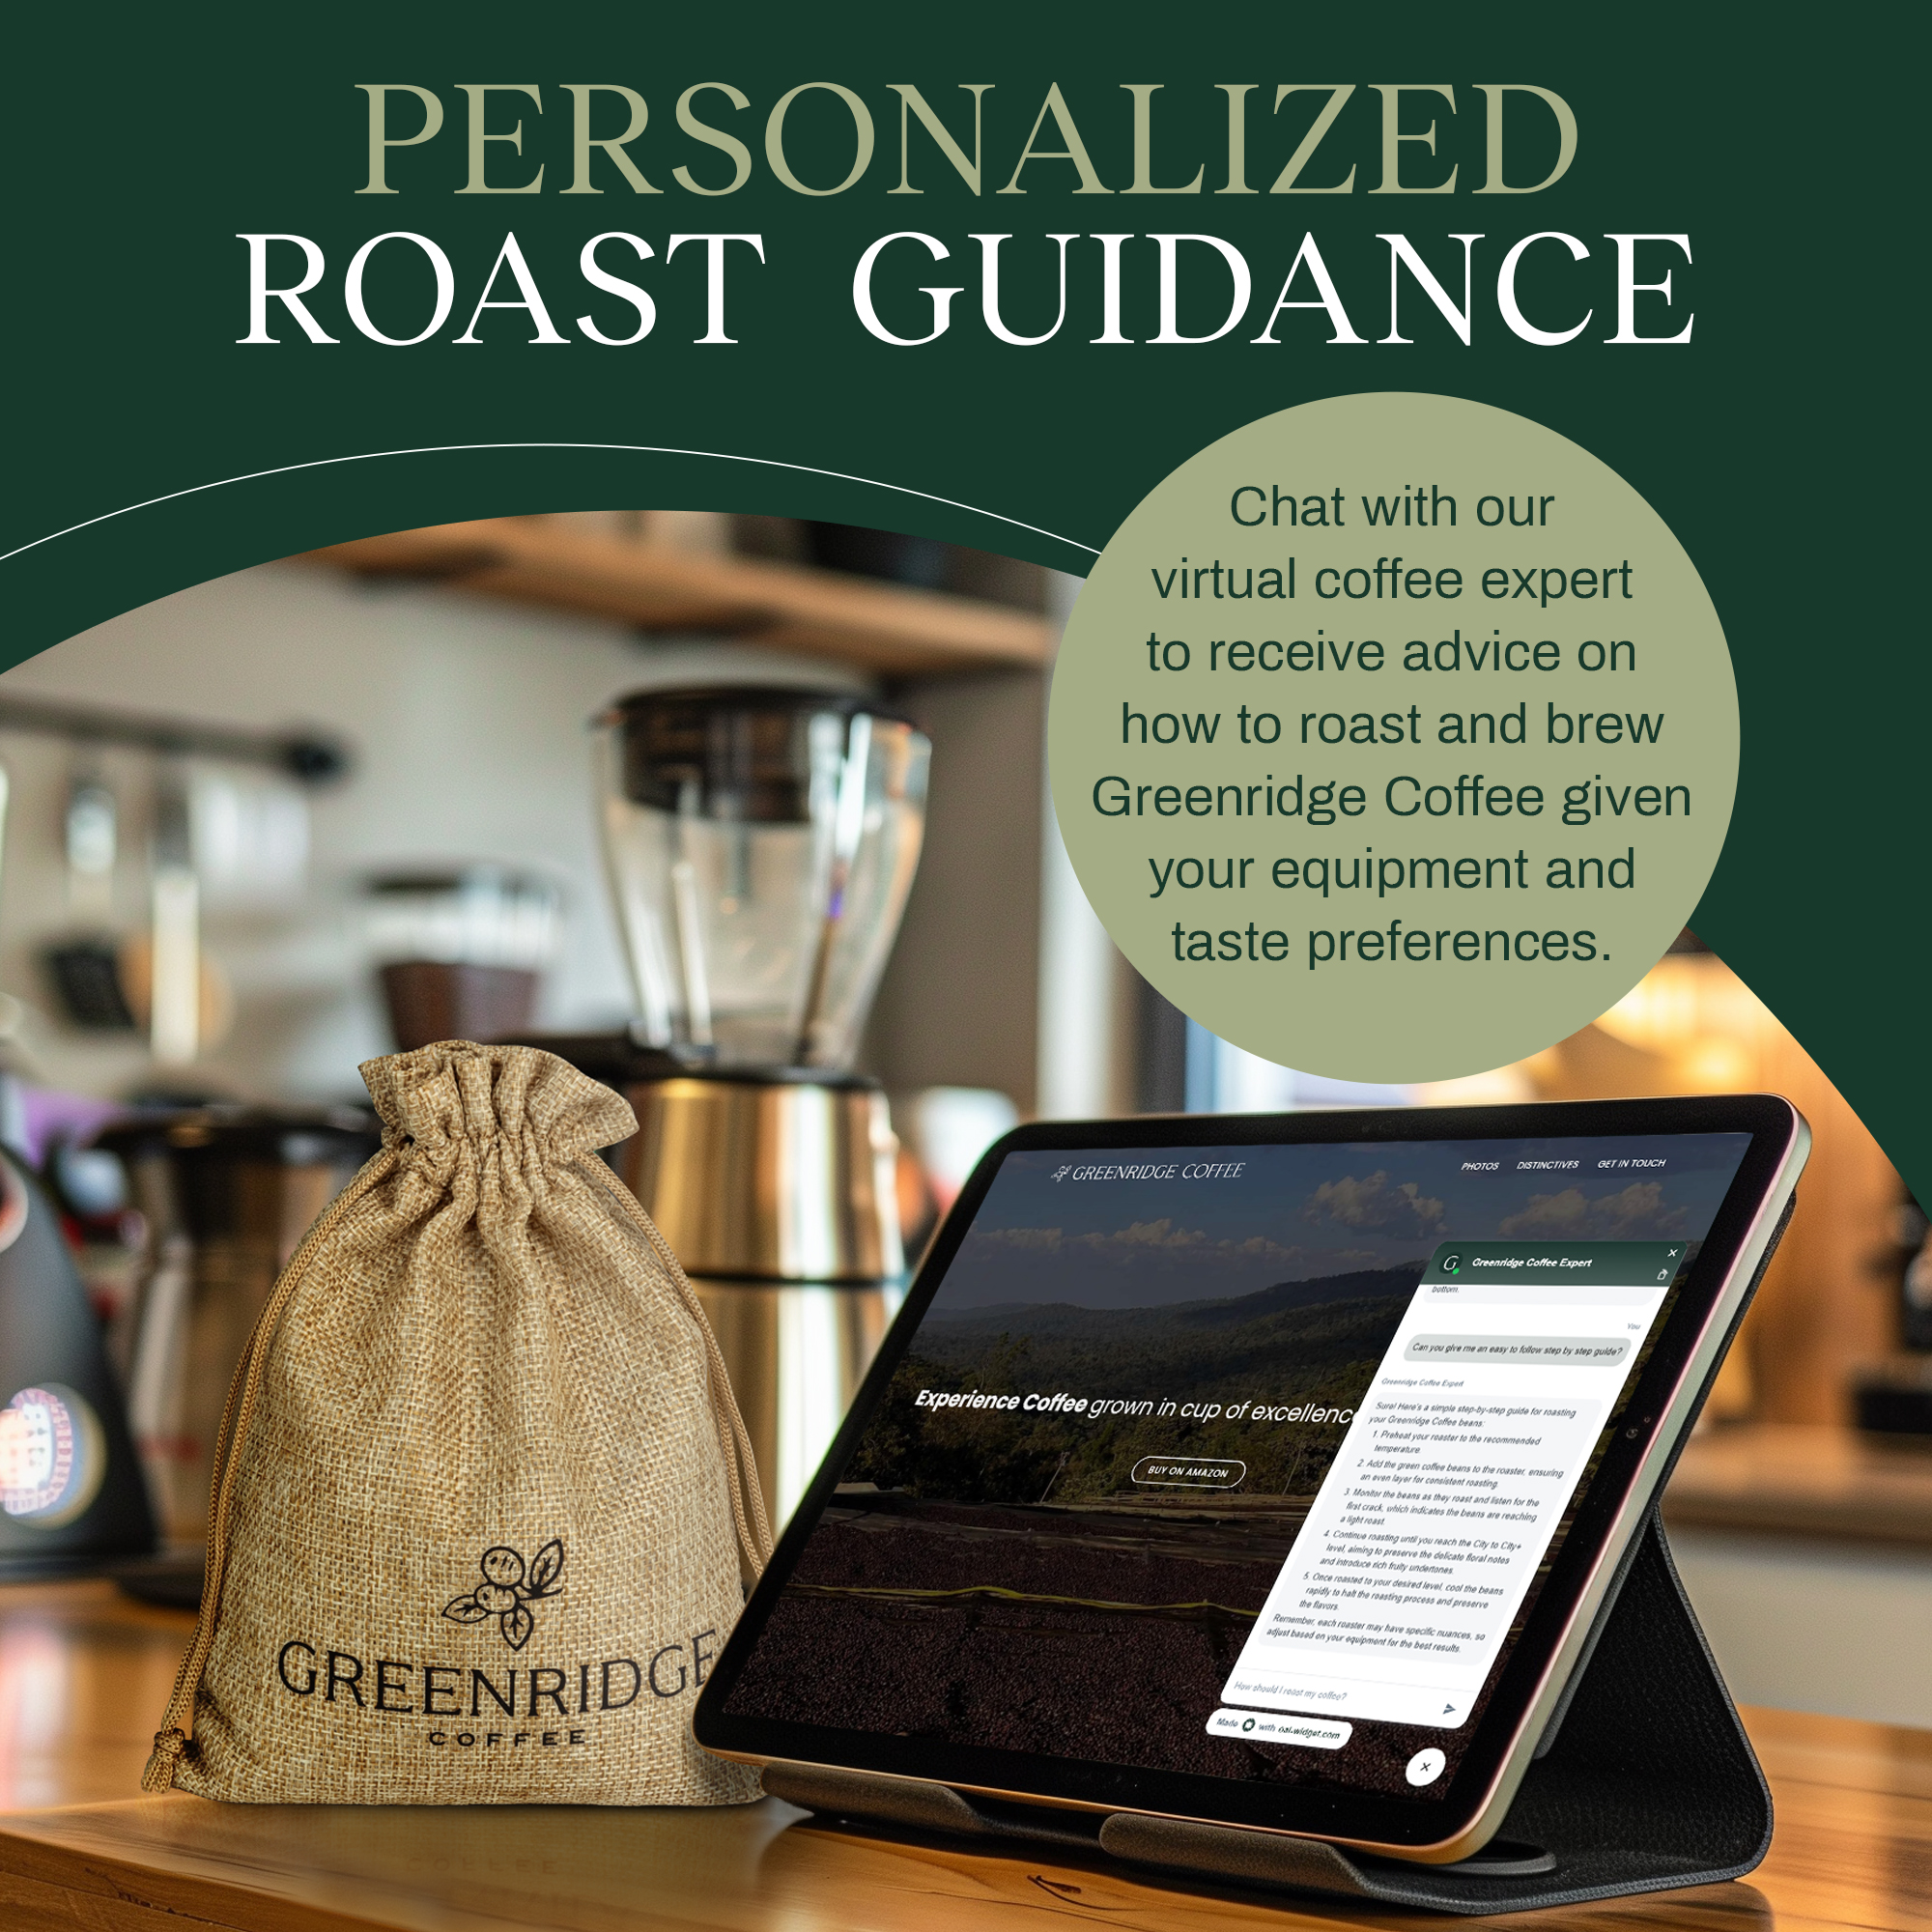 PERSONALIZED
ROAST GUIDANCE
Chat with our
virtual coffee expert
to receive advice on
how to roast and brew
Greenridge Coffee given
your equipment and
taste preferences.
GREENRIDGE
COFFEE
GREENRIDGE COFFEE
PHOTOS DISTINCTIVES GET IN TOUCH
Experience Coffee grown in cup of excellenc
BUY ON AMAZON
G Greenridge Coffee Expert
bottom.
You
Can you give me an easy to follow step by step guide?
Greenridge Coffee Expert
Sure! Here's a simple step-by-step guide for roasting
your Greenridge Coffee beans:
1. Preheat your roaster to the recommended
temperature.
2. Add the green coffee beans to the roaster, ensuring
an even layer for consistent roasting.
3. Monitor the beans as they roast and listen for the
first crack, which indicates the beans are reaching
a light roast.
4. Continue roasting until you reach the City to City+
level, aiming to preserve the delicate floral notes
and introduce rich fruity undertones.
5. Once roasted to your desired level, cool the beans
rapidly to halt the roasting process and preserve
the flavors.
Remember, each roaster may have specific nuances, so
adjust based on your equipment for the best results.
How should I roast my coffee?
Made with oai-widget.com